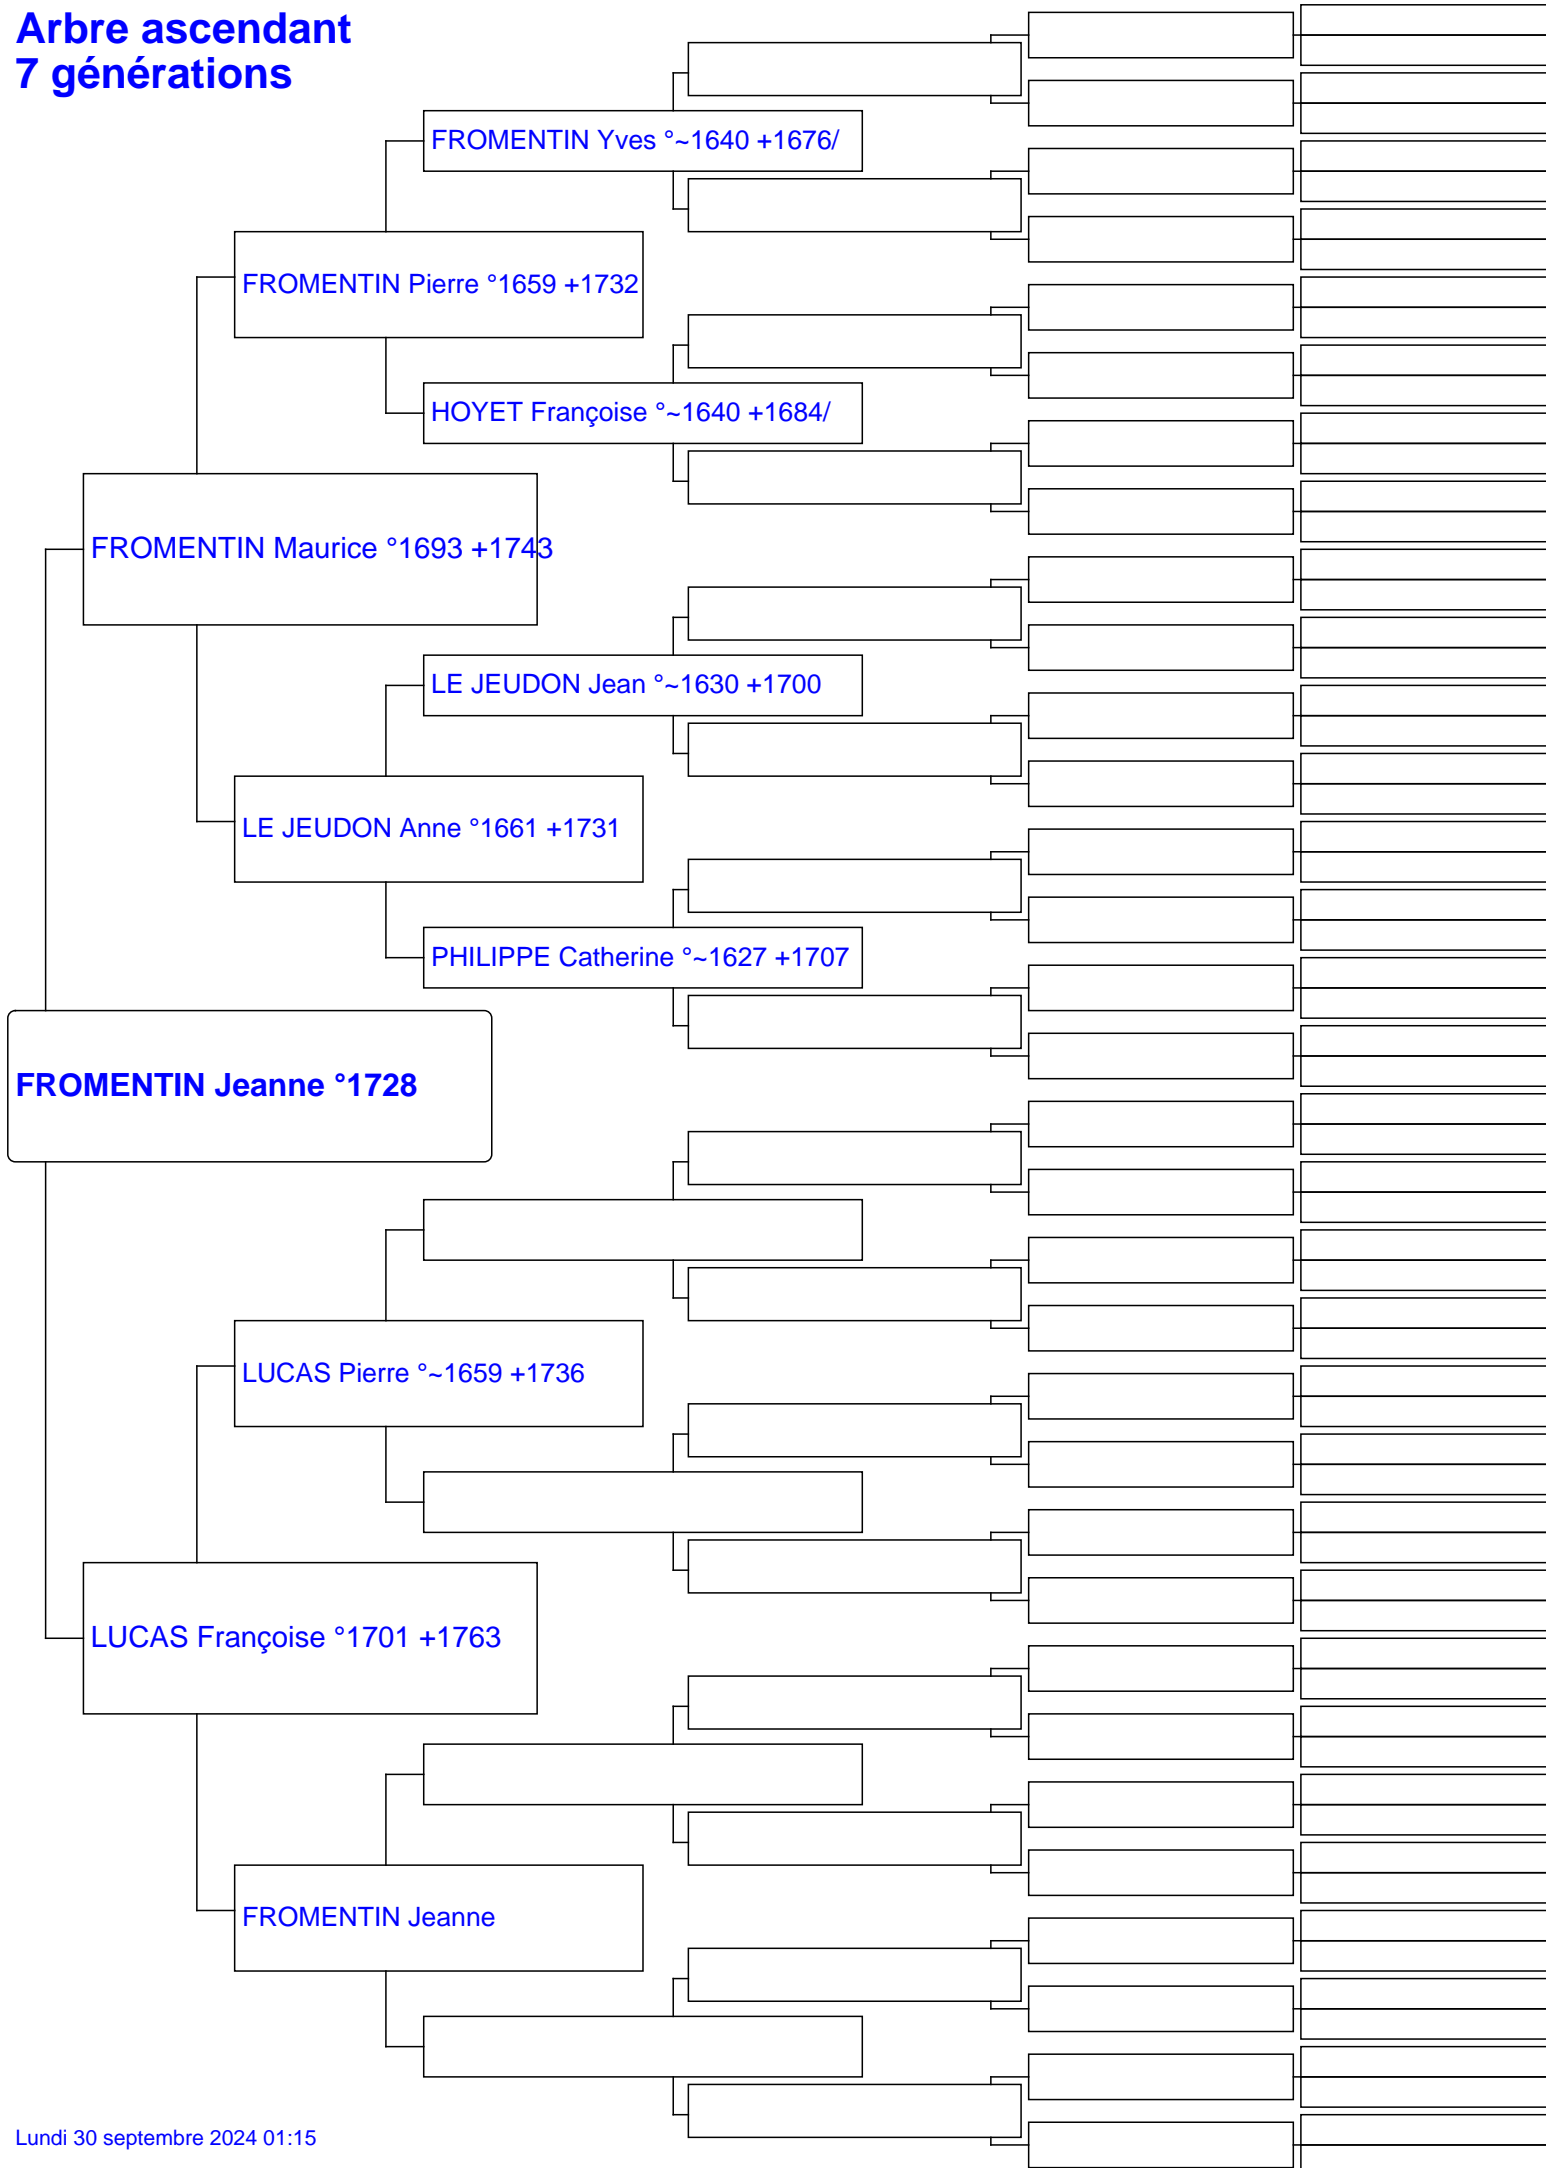 Arbre ascendant
7 générations
FROMENTIN Yves °~1640 +1676/
FROMENTIN Pierre °1659 +1732
HOYET Françoise °~1640 +1684/
FROMENTIN Maurice °1693 +1743
LE JEUDON Jean °~1630 +1700
LE JEUDON Anne °1661 +1731
PHILIPPE Catherine °~1627 +1707
FROMENTIN Jeanne °1728
LUCAS Pierre °~1659 +1736
LUCAS Françoise °1701 +1763
FROMENTIN Jeanne
Lundi 30 septembre 2024 01:15